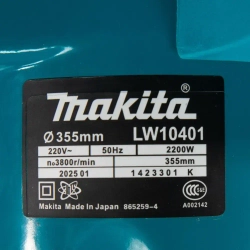 makita®
Ø355mm LW10401
220V~ 50Hz 2200W
n₀3800r/min 355mm
2025 01 1423301 K
CCC
A002142
Makita Made in Japan 865259-4